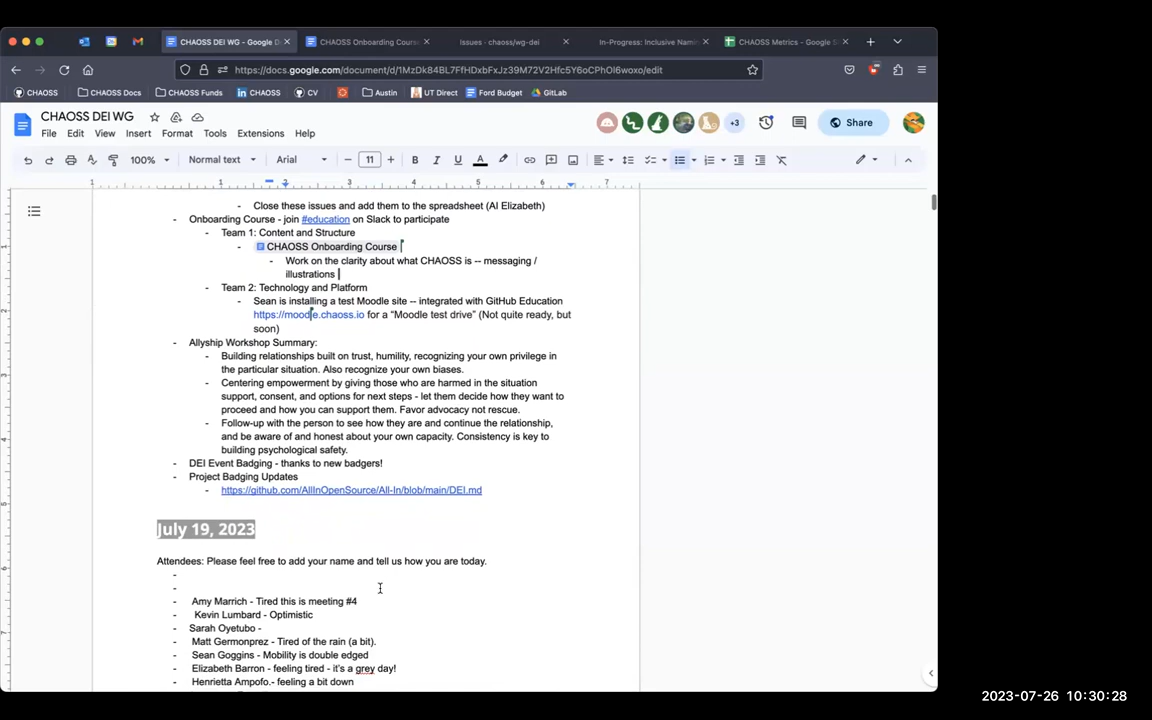 CHAOSS DEI WG - Google D
CHAOSS Onboarding Course
Issues · chaoss/wg-dei
In-Progress: Inclusive Namin
CHAOSS Metrics - Google S
https://docs.google.com/document/d/1MzDk84BL7FfHDxbFxJz39M72V2Hfc5Y6oCPhOl6woxo/edit
CHAOSS
CHAOSS Docs
CHAOSS Funds
CHAOSS
CV
Austin
UT Direct
Ford Budget
GitLab
CHAOSS DEI WG
File Edit View Insert Format Tools Extensions Help
+3
Share
100% Normal text Arial 11
1 1 2 3 4 5 6 7
- Close these issues and add them to the spreadsheet (AI Elizabeth)
- Onboarding Course - join #education on Slack to participate
- Team 1: Content and Structure
- CHAOSS Onboarding Course
- Work on the clarity about what CHAOSS is -- messaging /
illustrations
- Team 2: Technology and Platform
- Sean is installing a test Moodle site -- integrated with GitHub Education
https://moodle.chaoss.io for a “Moodle test drive” (Not quite ready, but
soon)
- Allyship Workshop Summary:
- Building relationships built on trust, humility, recognizing your own privilege in
the particular situation. Also recognize your own biases.
- Centering empowerment by giving those who are harmed in the situation
support, consent, and options for next steps - let them decide how they want to
proceed and how you can support them. Favor advocacy not rescue.
- Follow-up with the person to see how they are and continue the relationship,
and be aware of and honest about your own capacity. Consistency is key to
building psychological safety.
- DEI Event Badging - thanks to new badgers!
- Project Badging Updates
- https://github.com/AllInOpenSource/All-In/blob/main/DEI.md
July 19, 2023
Attendees: Please feel free to add your name and tell us how you are today.
-
-
- Amy Marrich - Tired this is meeting #4
- Kevin Lumbard - Optimistic
- Sarah Oyetubo -
- Matt Germonprez - Tired of the rain (a bit).
- Sean Goggins - Mobility is double edged
- Elizabeth Barron - feeling tired - it's a grey day!
- Henrietta Ampofo.- feeling a bit down
2023-07-26 10:30:28